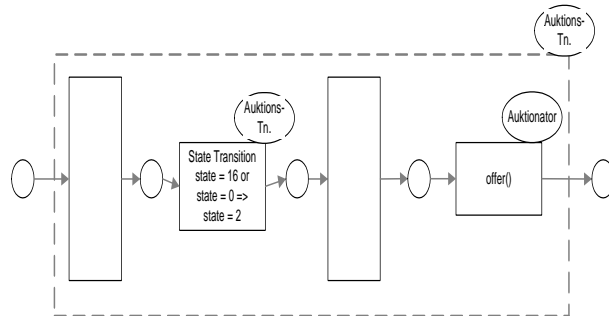 Auktions-
Tn.
Auktions-
Tn.
Auktionator
State Transition
state = 16 or
state = 0 =>
state = 2
offer()